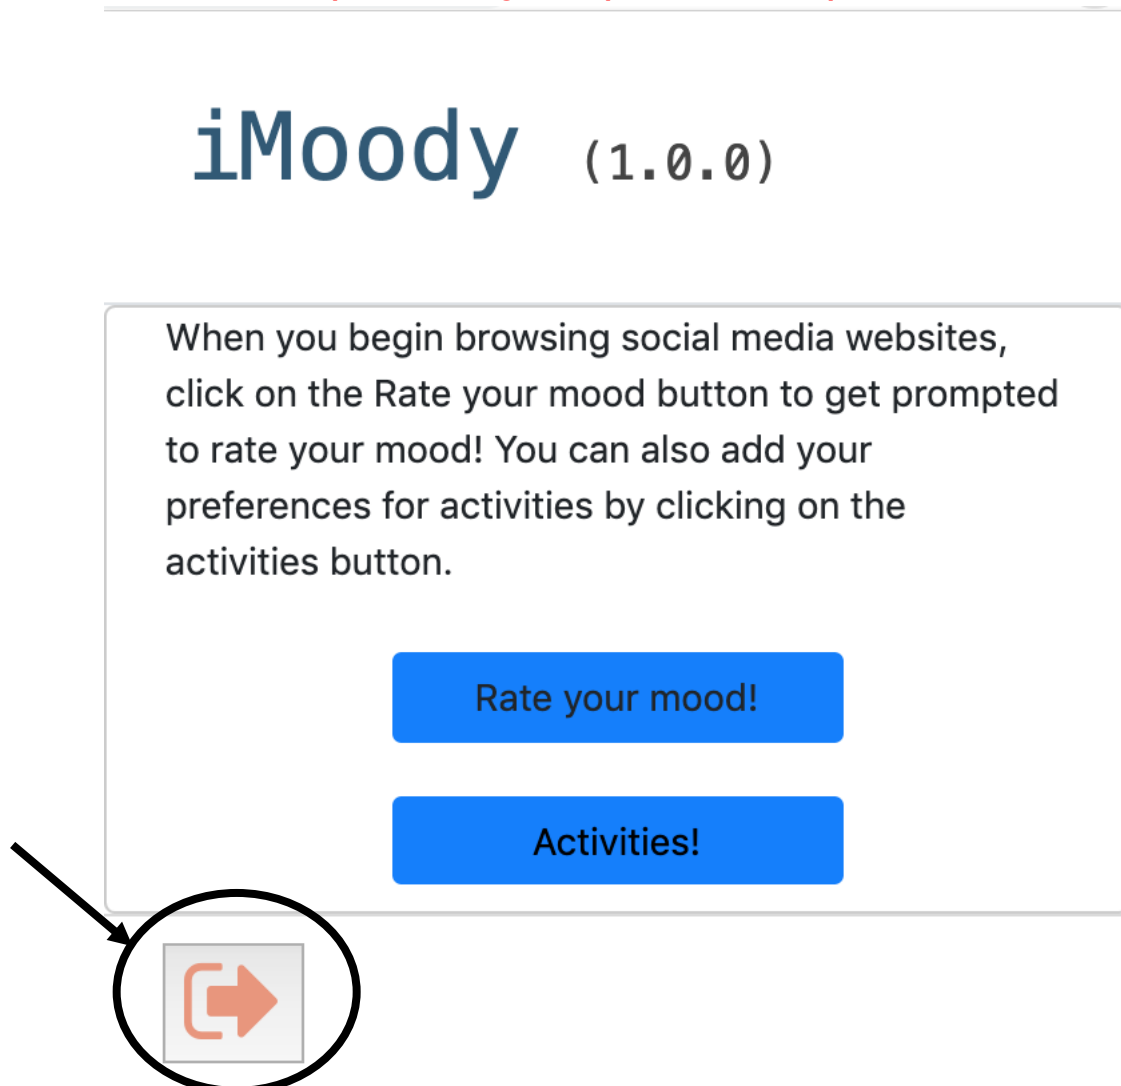 iMoody (1.0.0)
When you begin browsing social media websites,
click on the Rate your mood button to get prompted
to rate your mood! You can also add your
preferences for activities by clicking on the
activities button.
Rate your mood!
Activities!